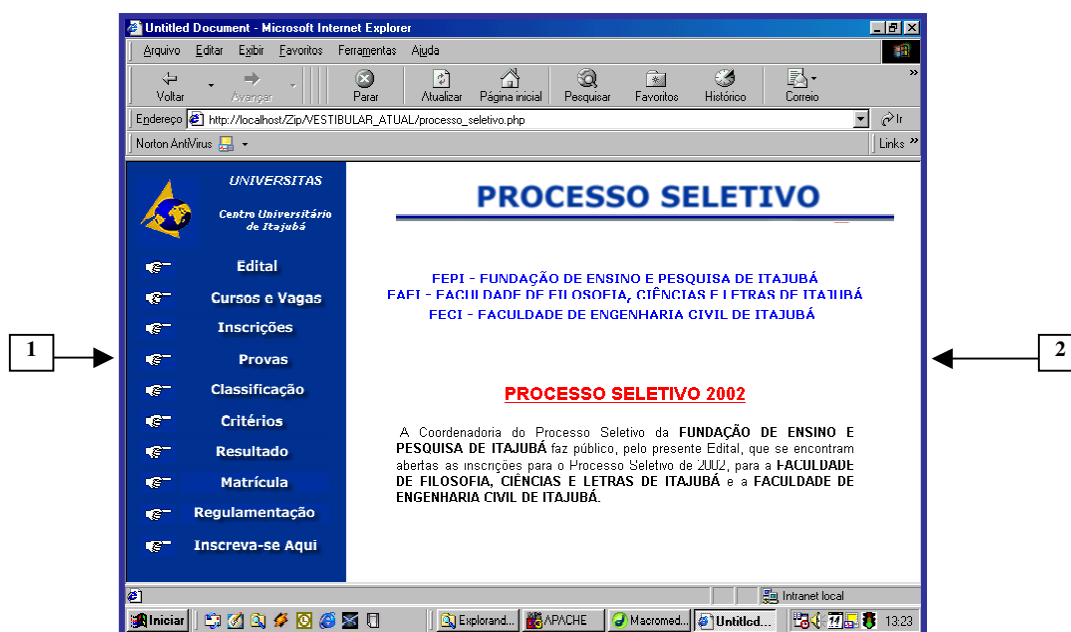 Untitled Document - Microsoft Internet Explorer
Arquivo Editar Exibir Favoritos Ferramentas Ajuda
Voltar Avançar Parar Atualizar Página inicial Pesquisar Favoritos Histórico Correio »
Endereço http://localhost/Zip/VESTIBULAR_ATUAL/processo_seletivo.php Ir
Norton AntiVirus Links »
UNIVERSITAS
Centro Universitário
de Itajubá
Edital
Cursos e Vagas
Inscrições
Provas
Classificação
Critérios
Resultado
Matrícula
Regulamentação
Inscreva-se Aqui
PROCESSO SELETIVO
FEPI - FUNDAÇÃO DE ENSINO E PESQUISA DE ITAJUBÁ
FAFI - FACULDADE DE FILOSOFIA, CIÊNCIAS E LETRAS DE ITAJUBÁ
FECI - FACULDADE DE ENGENHARIA CIVIL DE ITAJUBÁ
PROCESSO SELETIVO 2002
A Coordenadoria do Processo Seletivo da FUNDAÇÃO DE ENSINO E
PESQUISA DE ITAJUBÁ faz público, pelo presente Edital, que se encontram
abertas as inscrições para o Processo Seletivo de 2002, para a FACULDADE
DE FILOSOFIA, CIÊNCIAS E LETRAS DE ITAJUBÁ e a FACULDADE DE
ENGENHARIA CIVIL DE ITAJUBÁ.
1
2
Intranet local
Iniciar Explorand... APACHE Macromed... Untitled... 13:23